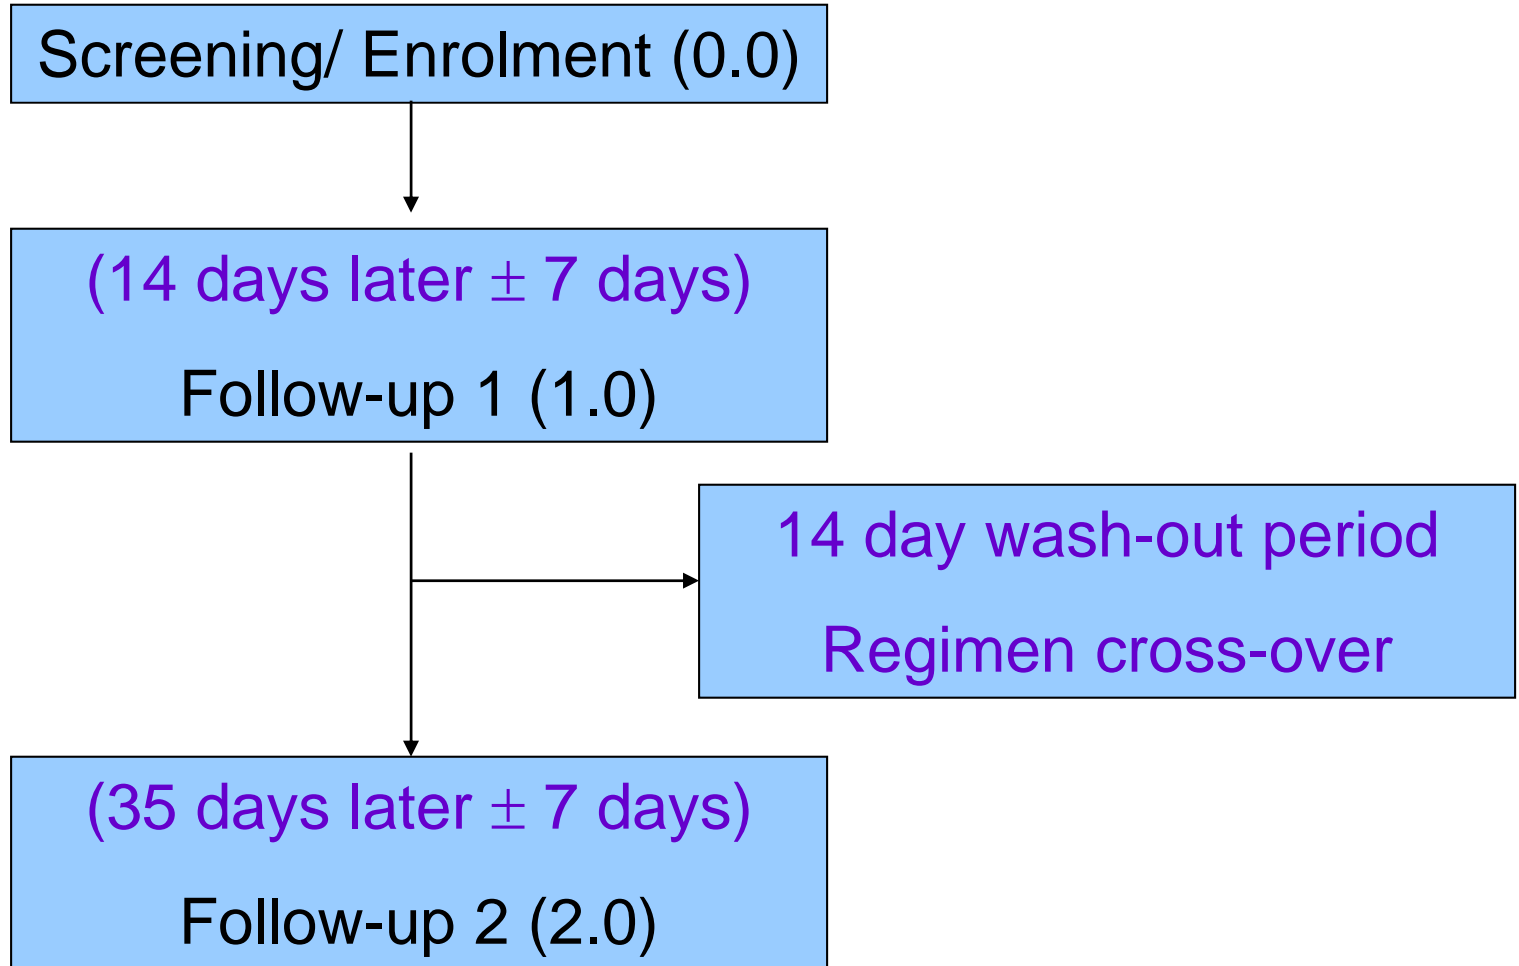 Screening/ Enrolment (0.0)
(14 days later ± 7 days)
Follow-up 1 (1.0)
14 day wash-out period
Regimen cross-over
(35 days later ± 7 days)
Follow-up 2 (2.0)